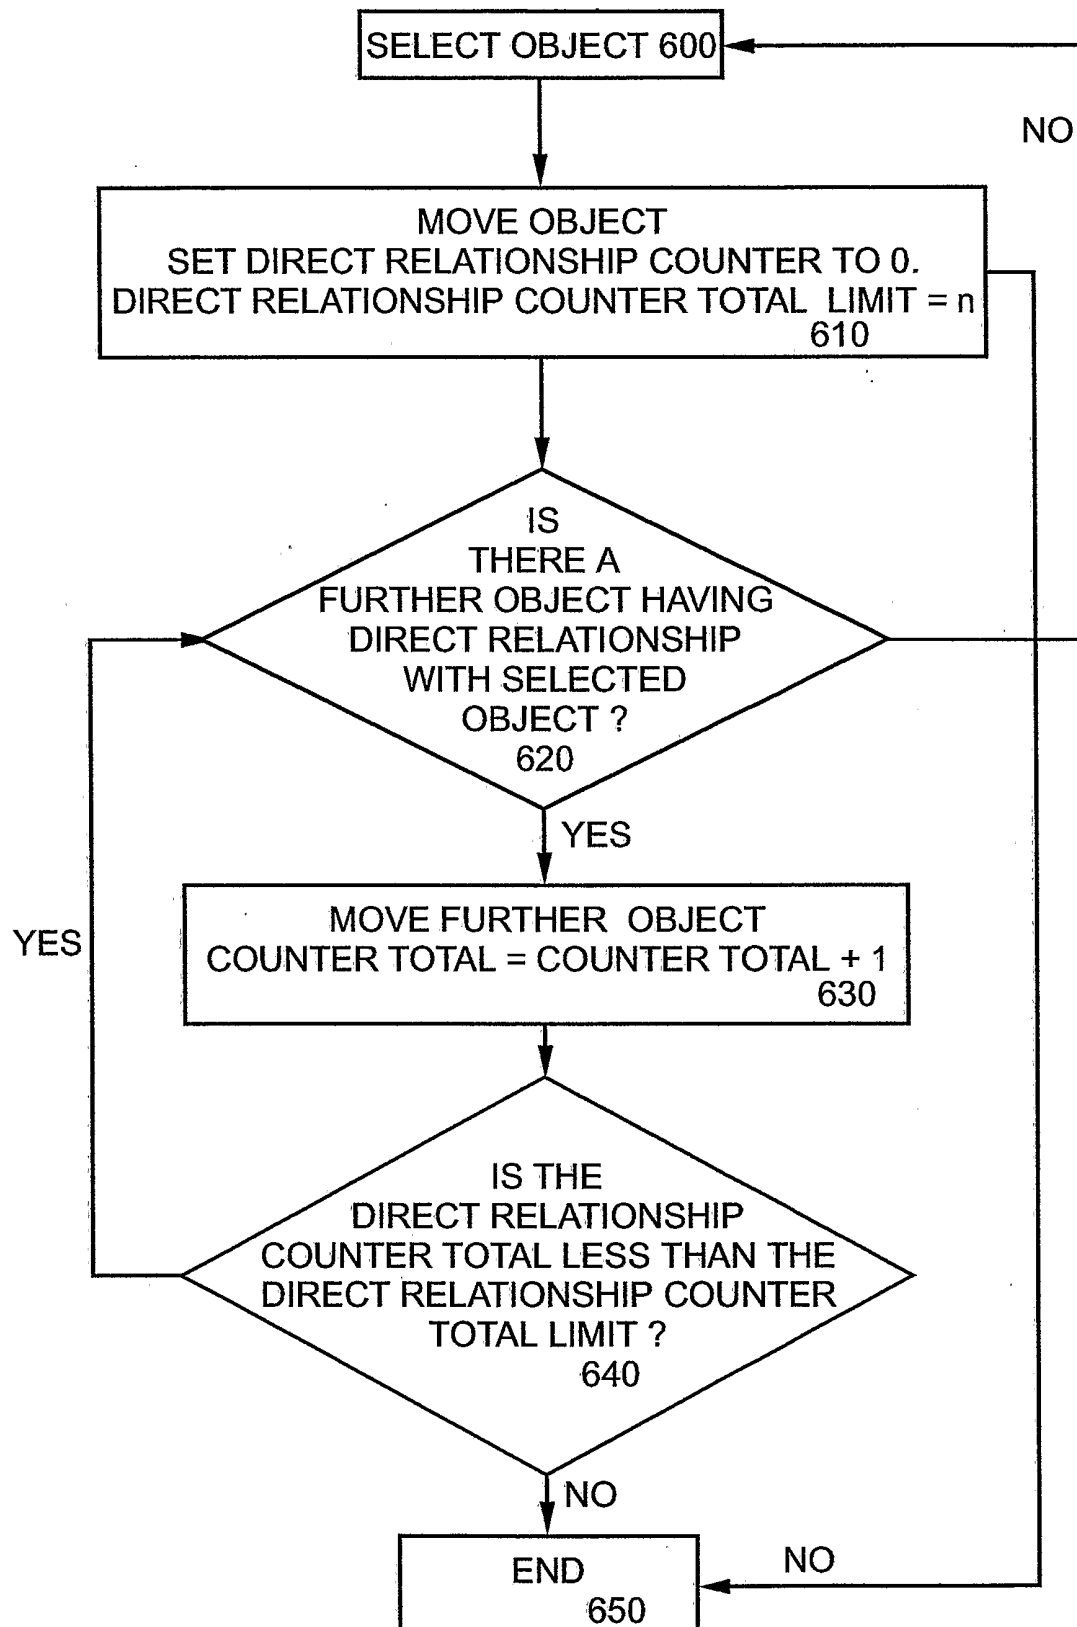 SELECT OBJECT 600
NO
MOVE OBJECT
SET DIRECT RELATIONSHIP COUNTER TO 0.
DIRECT RELATIONSHIP COUNTER TOTAL LIMIT = n
610
IS
THERE A
FURTHER OBJECT HAVING
DIRECT RELATIONSHIP
WITH SELECTED
OBJECT ?
620
YES
MOVE FURTHER OBJECT
COUNTER TOTAL = COUNTER TOTAL + 1
630
YES
IS THE
DIRECT RELATIONSHIP
COUNTER TOTAL LESS THAN THE
DIRECT RELATIONSHIP COUNTER
TOTAL LIMIT ?
640
NO
END
650
NO